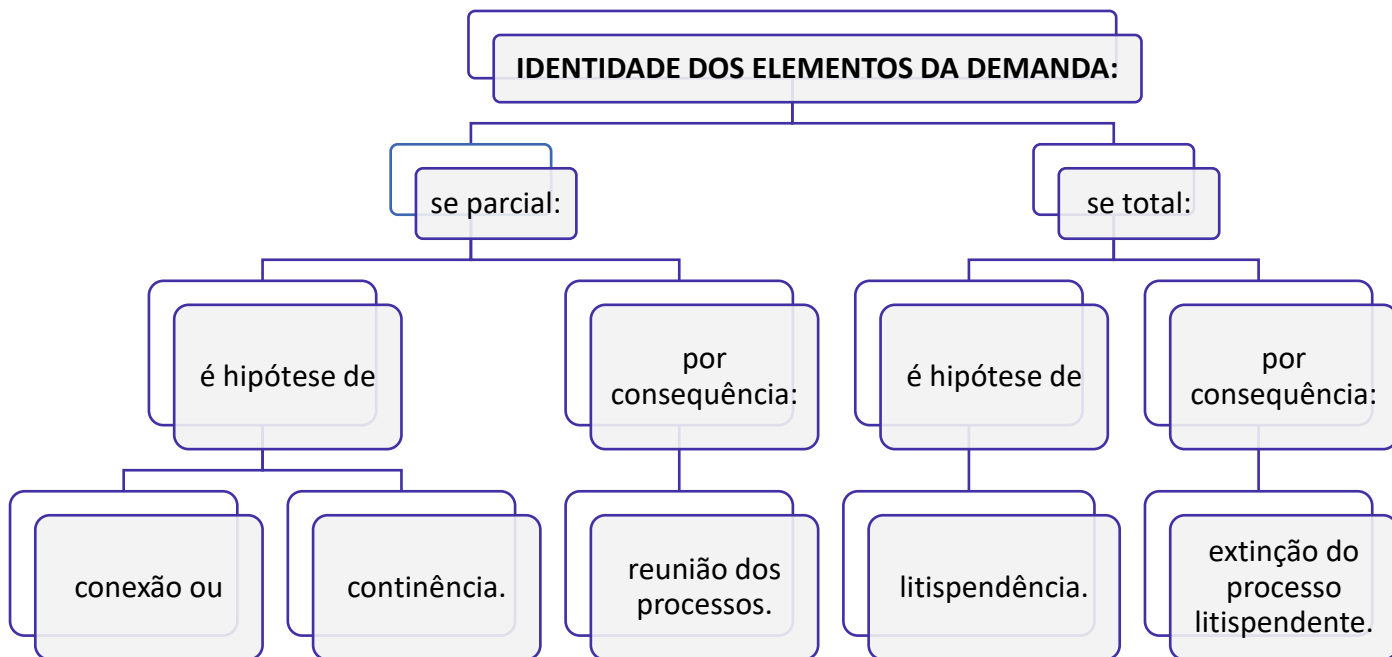 IDENTIDADE DOS ELEMENTOS DA DEMANDA:
se parcial:
se total:
é hipótese de
por
consequência:
é hipótese de
por
consequência:
conexão ou
continência.
reunião dos
processos.
litispendência.
extinção do
processo
litispendente.